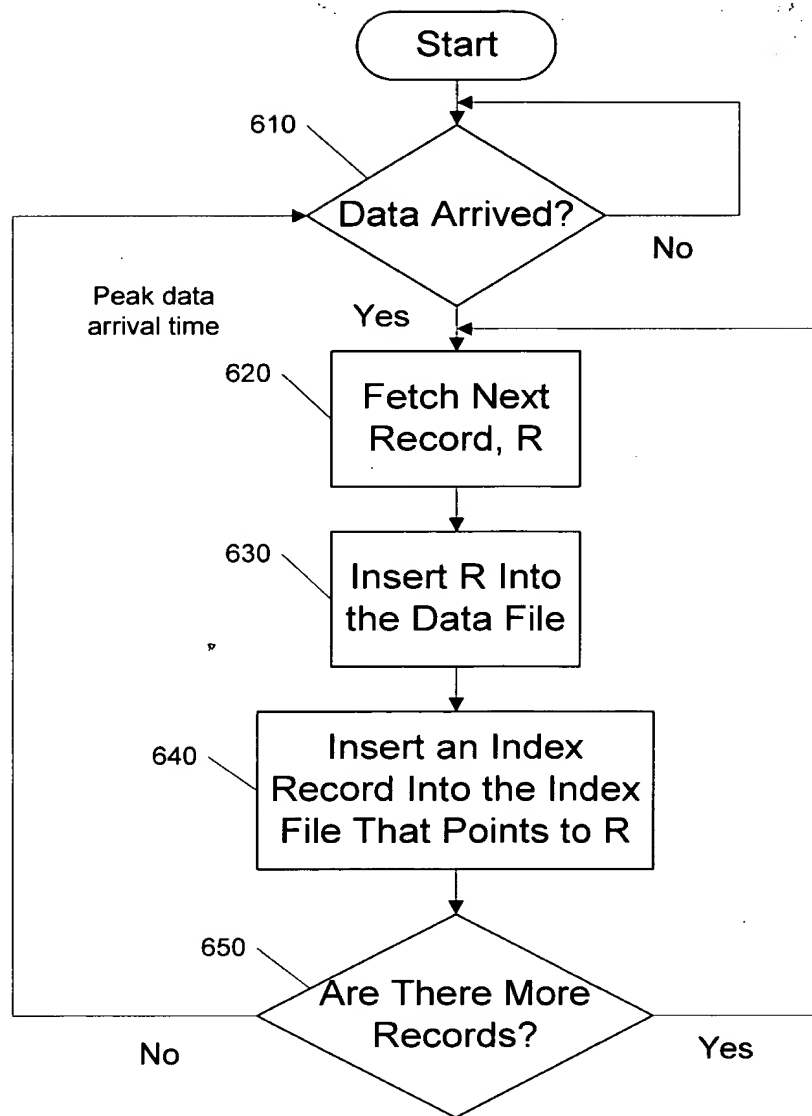 Start
610
Data Arrived?
No
Peak data
arrival time
Yes
620
Fetch Next
Record, R
630
Insert R Into
the Data File
640
Insert an Index
Record Into the Index
File That Points to R
650
Are There More
Records?
No
Yes